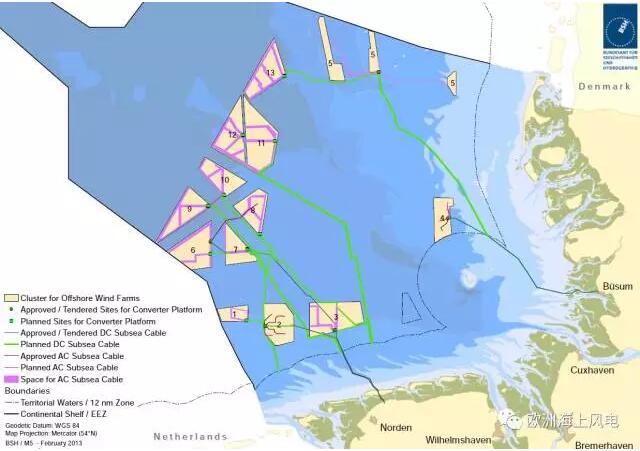 BSH
BUNDESAMT FÜR
SEESCHIFFFAHRT
UND
HYDROGRAPHIE
Denmark
5
5
5
13
12
11
10
9
8
4
6
7
Büsum
1
2
3
Cluster for Offshore Wind Farms
Approved / Tendered Sites for Converter Platform
Planned Sites for Converter Platform
Approved / Tendered DC Subsea Cable
Planned DC Subsea Cable
Approved AC Subsea Cable
Planned AC Subsea Cable
Space for AC Subsea Cable
Boundaries
Territorial Waters / 12 nm Zone
Continental Shelf / EEZ
Geodetic Datum: WGS 84
Map Projection: Mercator (54°N)
BSH / M5 - February 2013
Cuxhaven
Netherlands
Norden
Wilhelmshaven
Bremerhaven
欧洲海上风电